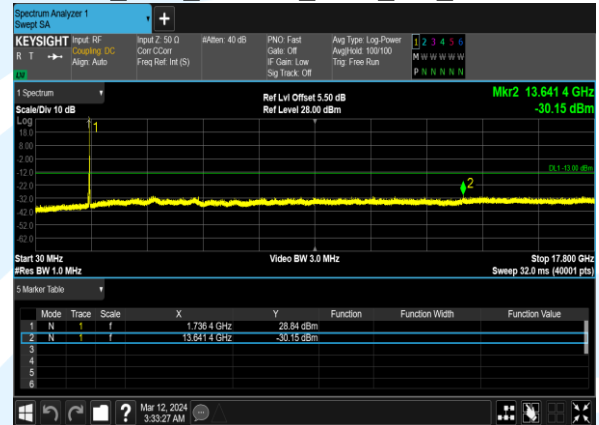 Spectrum Analyzer 1
Swept SA
KEYSIGHT Input: RF Input Z: 50 Ω #Atten: 40 dB PNO: Fast Avg Type: Log-Power 1 2 3 4 5 6
R T Coupling: DC Corr CCorr Gate: Off Avg|Hold: 100/100 M W W W W W
Align: Auto Freq Ref: Int (S) IF Gain: Low Trig: Free Run
Sig Track: Off P N N N N N
1 Spectrum Ref Lvl Offset 5.50 dB Mkr2 13.641 4 GHz
Scale/Div 10 dB Ref Level 28.00 dBm -30.15 dBm
Log
18.0 1
8.00
-2.00
-12.0 DL1 -13.00 dBm
-22.0 2
-32.0
-42.0
-52.0
-62.0
Start 30 MHz Video BW 3.0 MHz Stop 17.800 GHz
#Res BW 1.0 MHz Sweep 32.0 ms (40001 pts)
5 Marker Table
Mode Trace Scale X Y Function Function Width Function Value
1 N 1 f 1.736 4 GHz 28.84 dBm
2 N 1 f 13.641 4 GHz -30.15 dBm
3
4
5
6
? Mar 12, 2024
3:33:27 AM